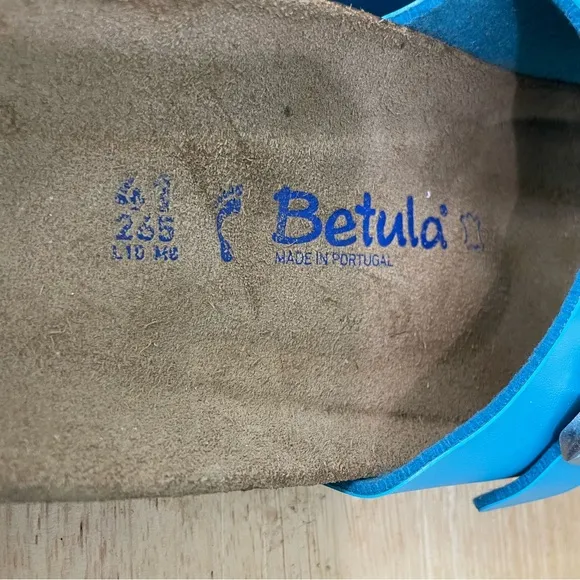 41
265
L10 M8
Betula®
MADE IN PORTUGAL